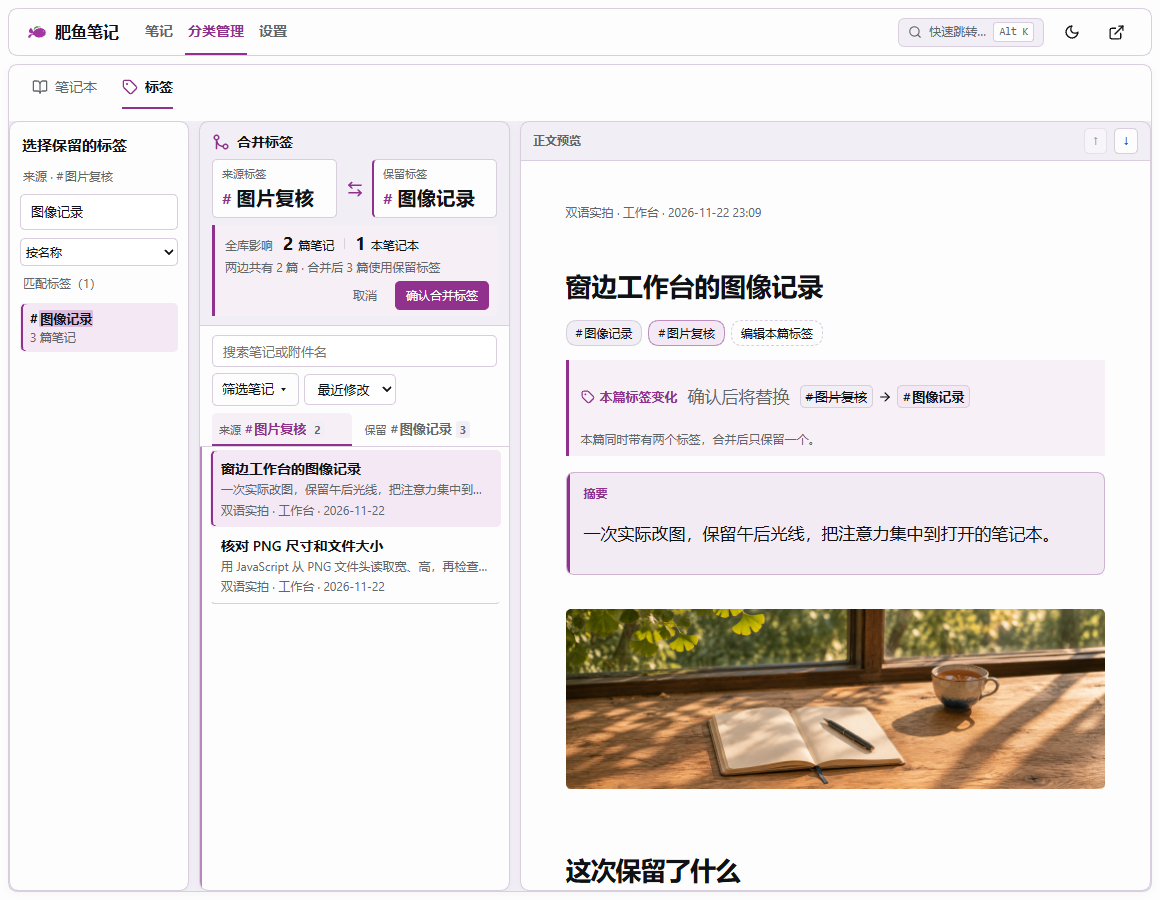 肥鱼笔记
笔记
分类管理
设置
快速跳转... Alt K
笔记本
标签
选择保留的标签
来源 · #图片复核
图像记录
按名称
匹配标签（1）
#图像记录
3 篇笔记
合并标签
来源标签
# 图片复核
保留标签
# 图像记录
全库影响 2 篇笔记 1 本笔记本
两边共有 2 篇 · 合并后 3 篇使用保留标签
取消 确认合并标签
搜索笔记或附件名
筛选笔记
最近修改
来源 #图片复核 2
保留 #图像记录 3
窗边工作台的图像记录
一次实际改图，保留午后光线，把注意力集中到...
双语实拍 · 工作台 · 2026-11-22
核对 PNG 尺寸和文件大小
用 JavaScript 从 PNG 文件头读取宽、高，再检查...
双语实拍 · 工作台 · 2026-11-22
正文预览
↑ ↓
双语实拍 · 工作台 · 2026-11-22 23:09
窗边工作台的图像记录
#图像记录 #图片复核 编辑本篇标签
本篇标签变化 确认后将替换 #图片复核 → #图像记录
本篇同时带有两个标签，合并后只保留一个。
摘要
一次实际改图，保留午后光线，把注意力集中到打开的笔记本。
这次保留了什么